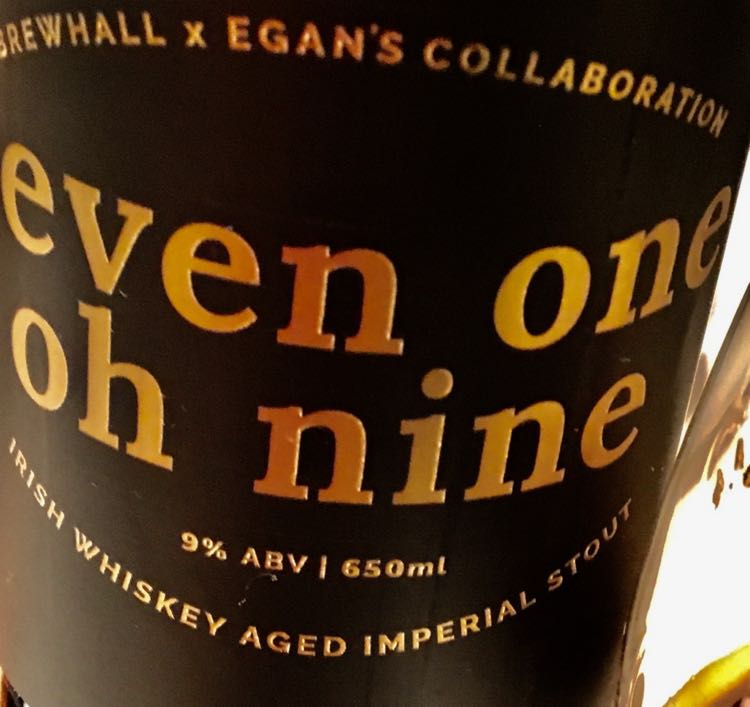 BREWHALL x EGAN'S COLLABORATION
even one
oh nine
9% ABV | 650ml
IRISH WHISKEY AGED IMPERIAL STOUT